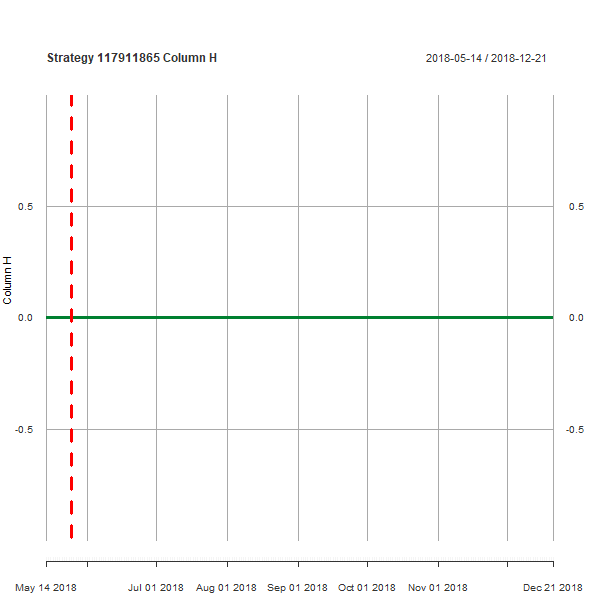 Strategy 117911865 Column H
2018-05-14 / 2018-12-21
0.5
0.5
Column H
0.0
0.0
-0.5
-0.5
May 14 2018
Jul 01 2018
Aug 01 2018
Sep 01 2018
Oct 01 2018
Nov 01 2018
Dec 21 2018